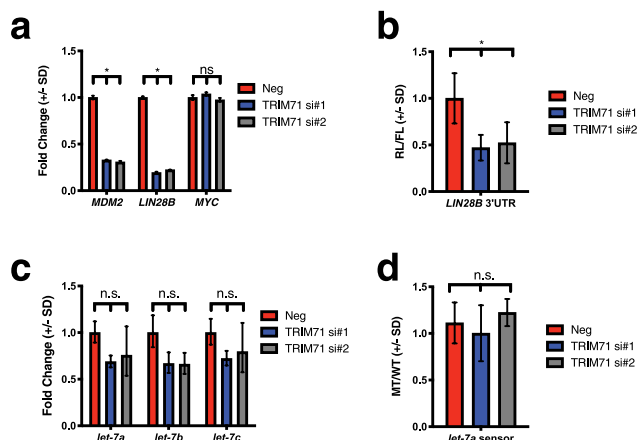 a
Fold Change (+/- SD)
1.5
1.0
0.5
0.0
*
*
ns
MDM2 LIN28B MYC
Neg
TRIM71 si#1
TRIM71 si#2
b
RL/FL (+/- SD)
1.5
1.0
0.5
0.0
*
LIN28B 3'UTR
Neg
TRIM71 si#1
TRIM71 si#2
c
Fold Change (+/- SD)
1.5
1.0
0.5
0.0
n.s.
n.s.
n.s.
let-7a let-7b let-7c
Neg
TRIM71 si#1
TRIM71 si#2
d
MT/WT (+/- SD)
1.5
1.0
0.5
0.0
n.s.
let-7a sensor
Neg
TRIM71 si#1
TRIM71 si#2